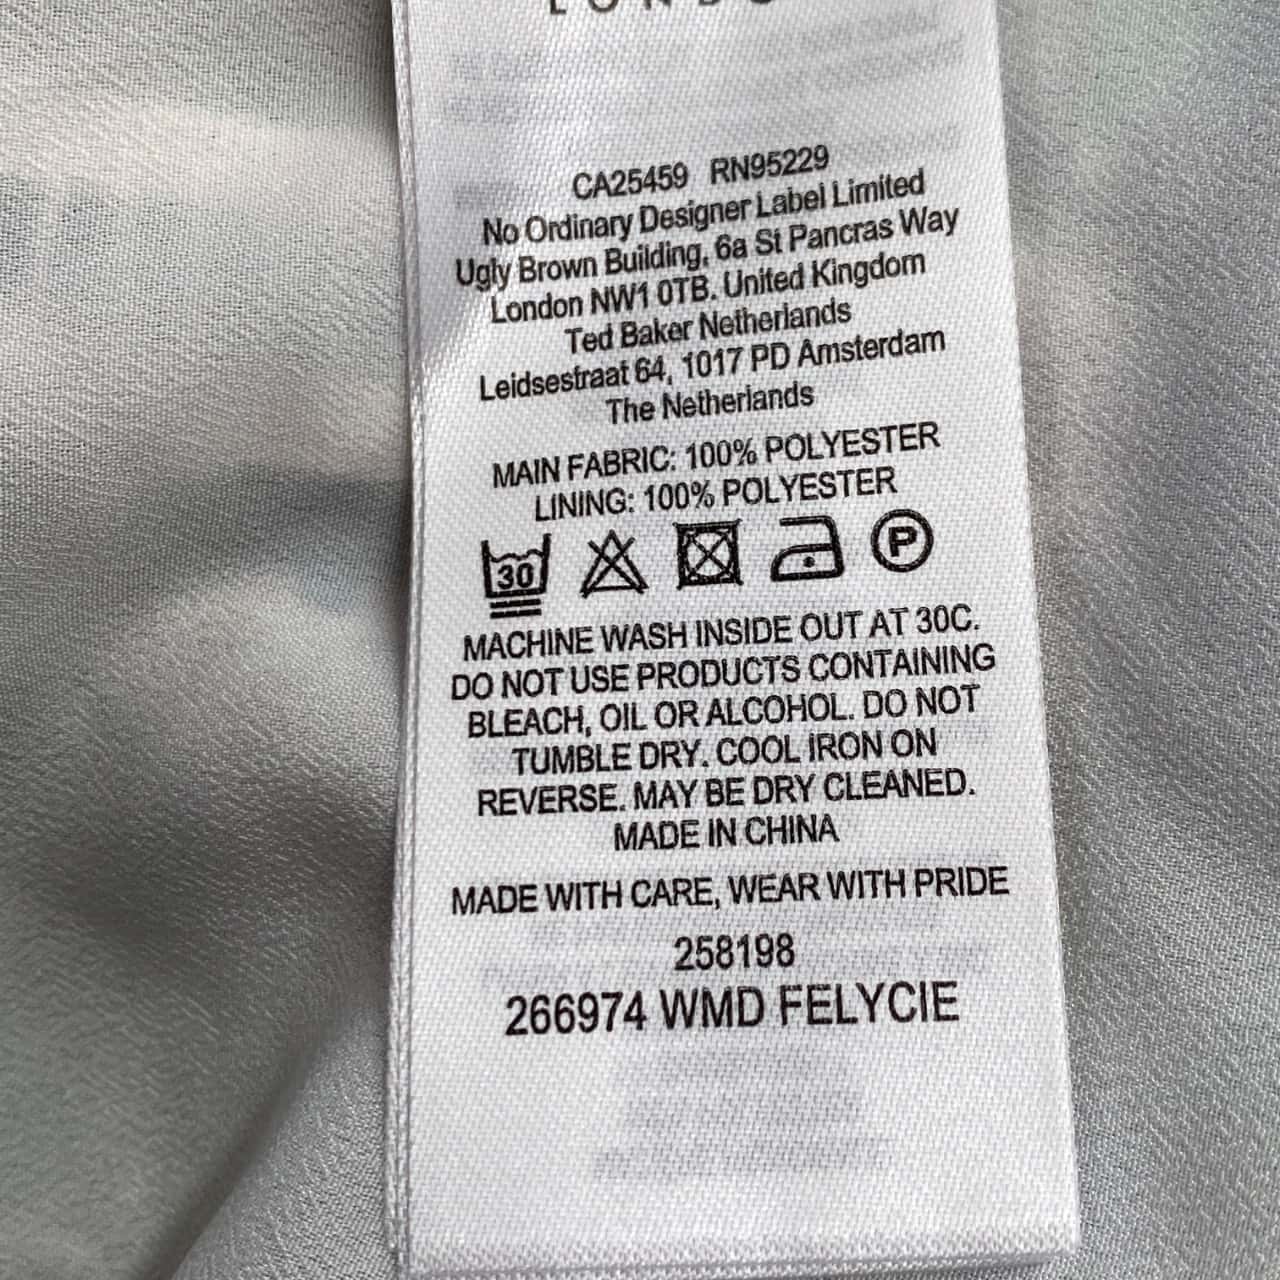 LONDON
CA25459 RN95229
No Ordinary Designer Label Limited
Ugly Brown Building, 6a St Pancras Way
London NW1 0TB. United Kingdom
Ted Baker Netherlands
Leidsestraat 64, 1017 PD Amsterdam
The Netherlands
MAIN FABRIC: 100% POLYESTER
LINING: 100% POLYESTER
30 P
MACHINE WASH INSIDE OUT AT 30C.
DO NOT USE PRODUCTS CONTAINING
BLEACH, OIL OR ALCOHOL. DO NOT
TUMBLE DRY. COOL IRON ON
REVERSE. MAY BE DRY CLEANED.
MADE IN CHINA
MADE WITH CARE, WEAR WITH PRIDE
258198
266974 WMD FELYCIE